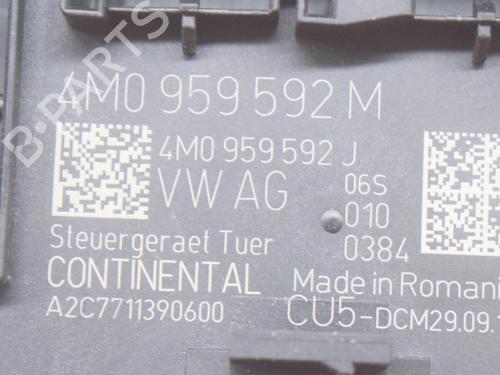 4M0 959 592 M
4M0 959 592 J
VW AG
06S
010
0384
Steuergeraet Tuer
CONTINENTAL
A2C7711390600
Made in Romani
CU5-DCM29.09.1
B-PARTS